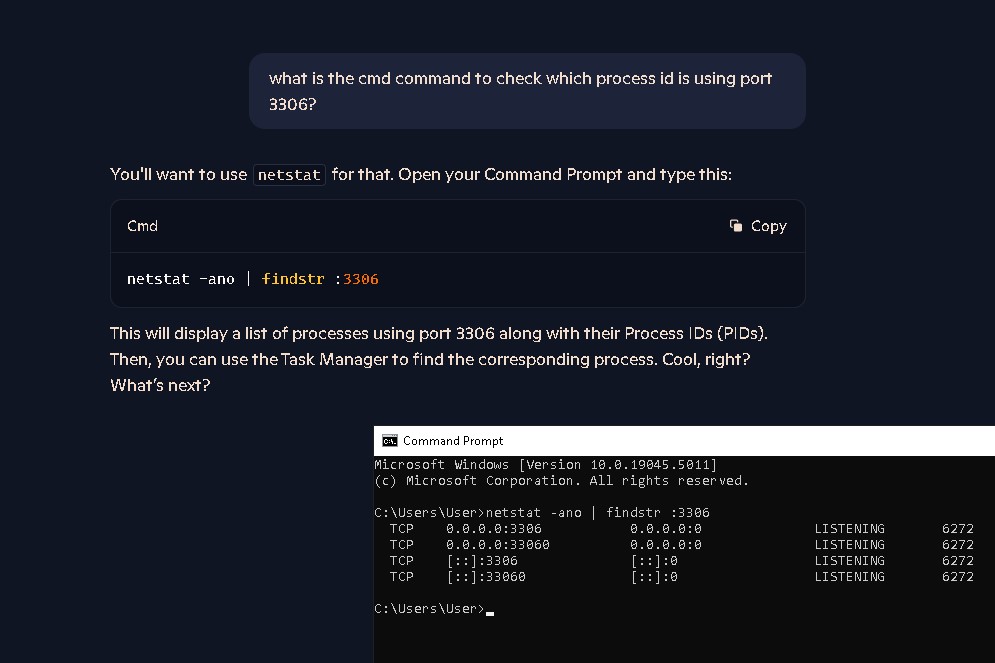 what is the cmd command to check which process id is using port
3306?
You'll want to use netstat for that. Open your Command Prompt and type this:
Cmd
Copy
netstat -ano | findstr :3306
This will display a list of processes using port 3306 along with their Process IDs (PIDs).
Then, you can use the Task Manager to find the corresponding process. Cool, right?
What's next?
Command Prompt
Microsoft Windows [Version 10.0.19045.5011]
(c) Microsoft Corporation. All rights reserved.
C:\Users\User>netstat -ano | findstr :3306
TCP 0.0.0.0:3306 0.0.0.0:0 LISTENING 6272
TCP 0.0.0.0:33060 0.0.0.0:0 LISTENING 6272
TCP [::]:3306 [::]:0 LISTENING 6272
TCP [::]:33060 [::]:0 LISTENING 6272
C:\Users\User>